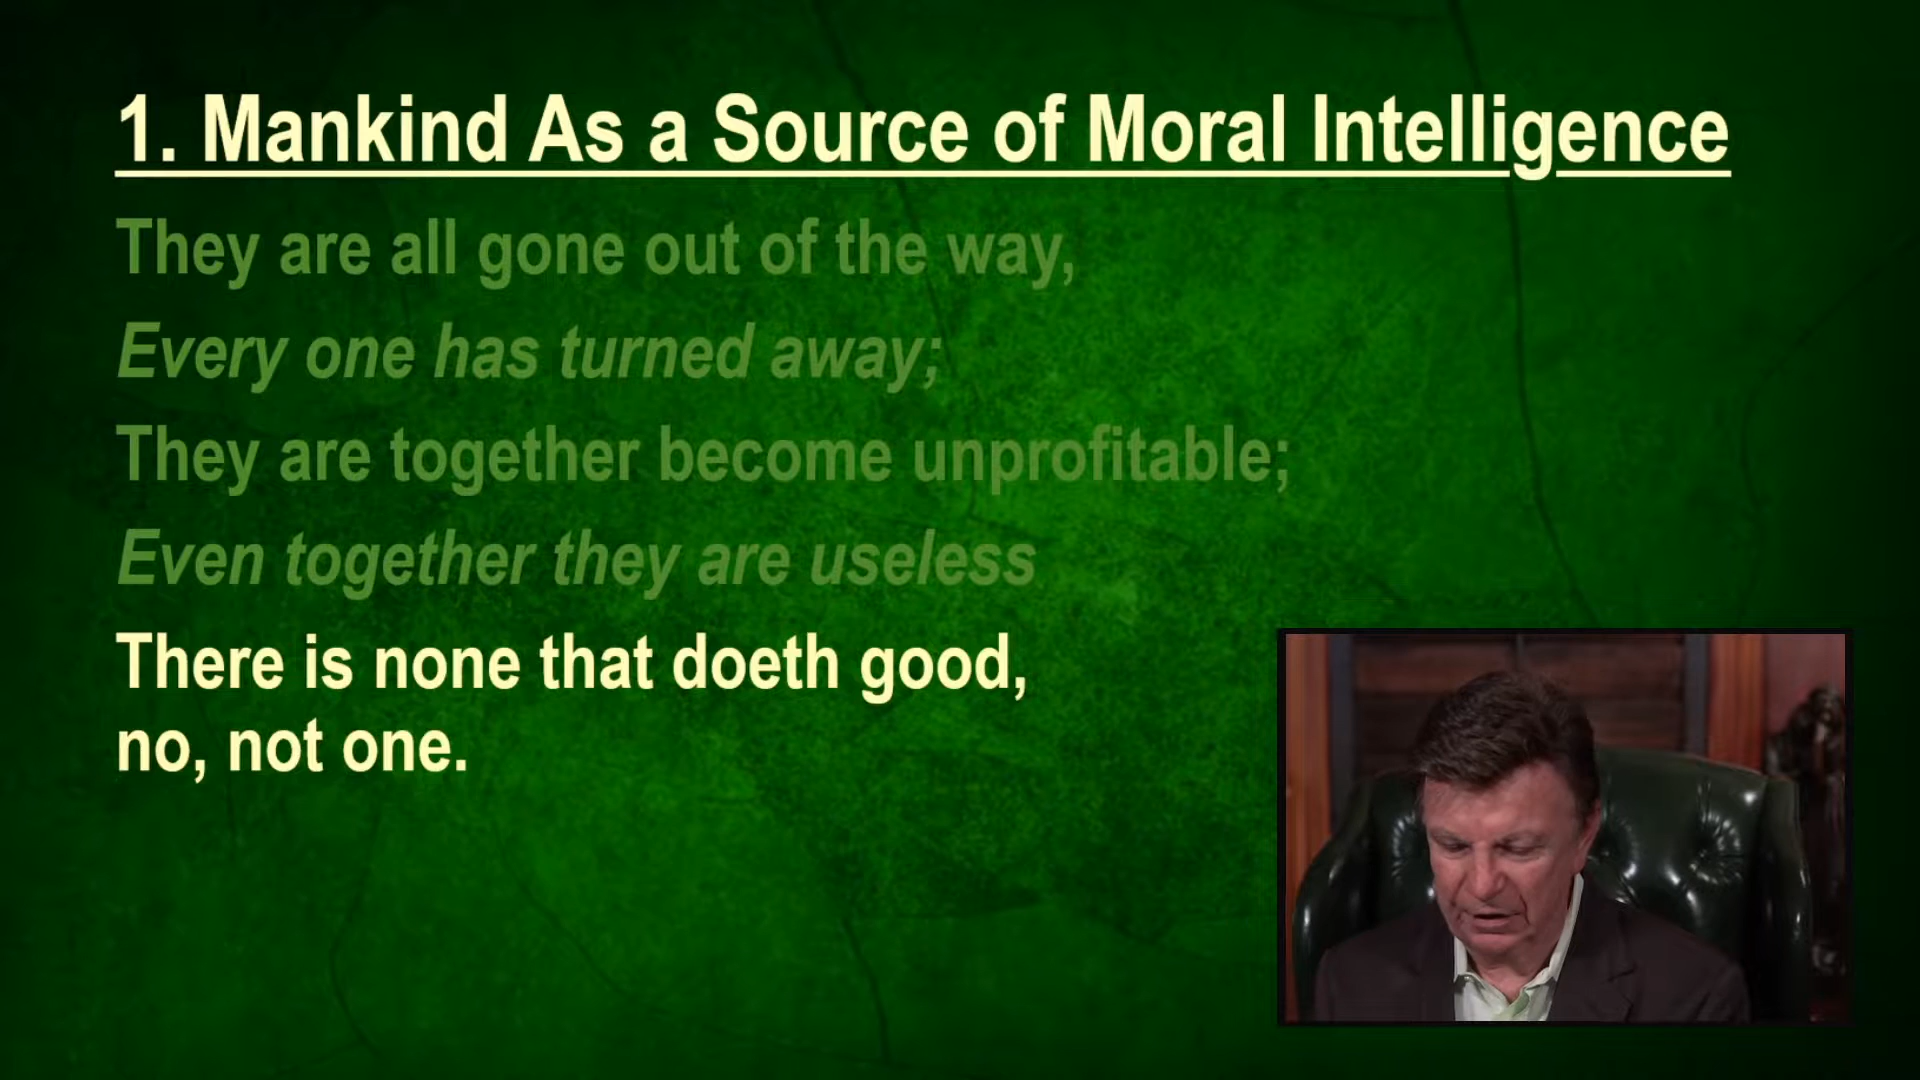 1. Mankind As a Source of Moral Intelligence
They are all gone out of the way,
Every one has turned away;
They are together become unprofitable;
Even together they are useless
There is none that doeth good,
no, not one.